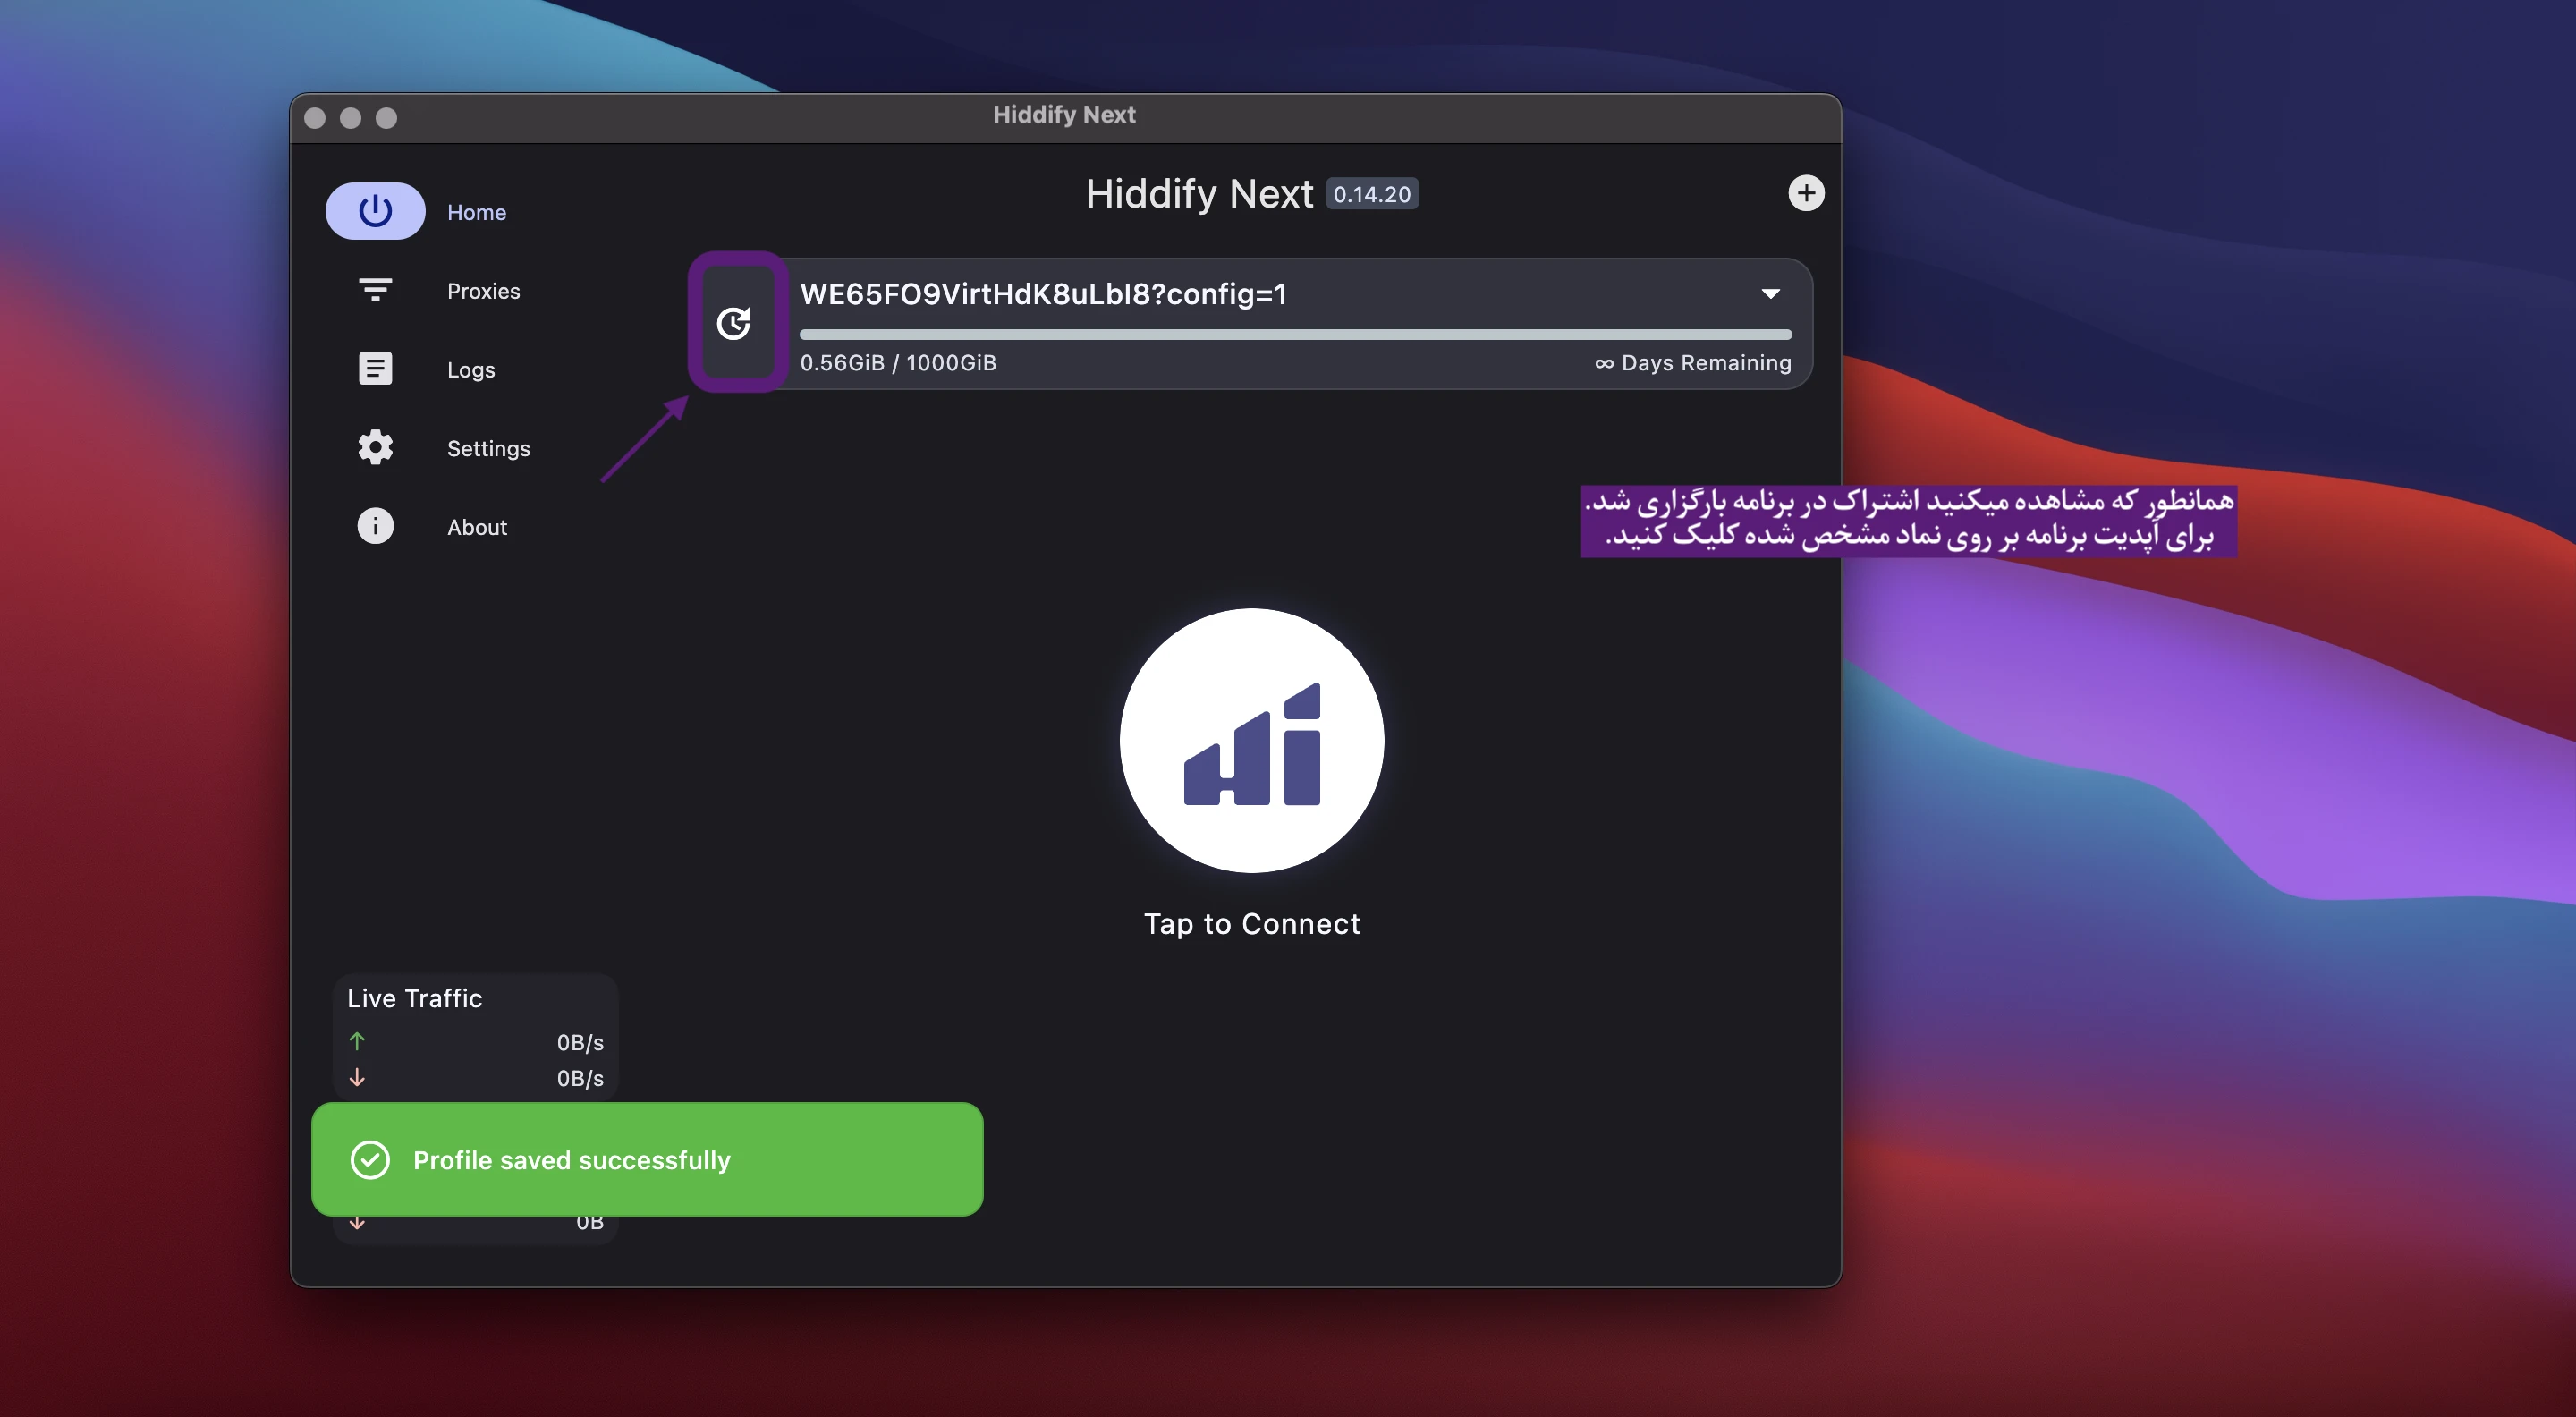 Hiddify Next
Hiddify Next 0.14.20
Home
Proxies
Logs
Settings
About
WE65FO9VirtHdK8uLbI8?config=1
0.56GiB / 1000GiB
∞ Days Remaining
همانطور که مشاهده میکنید اشتراک در برنامه بارگزاری شد.
برای آپدیت برنامه بر روی نماد مشخص شده کلیک کنید.
Tap to Connect
Live Traffic
↑ 0B/s
↓ 0B/s
Profile saved successfully
↓ 0B